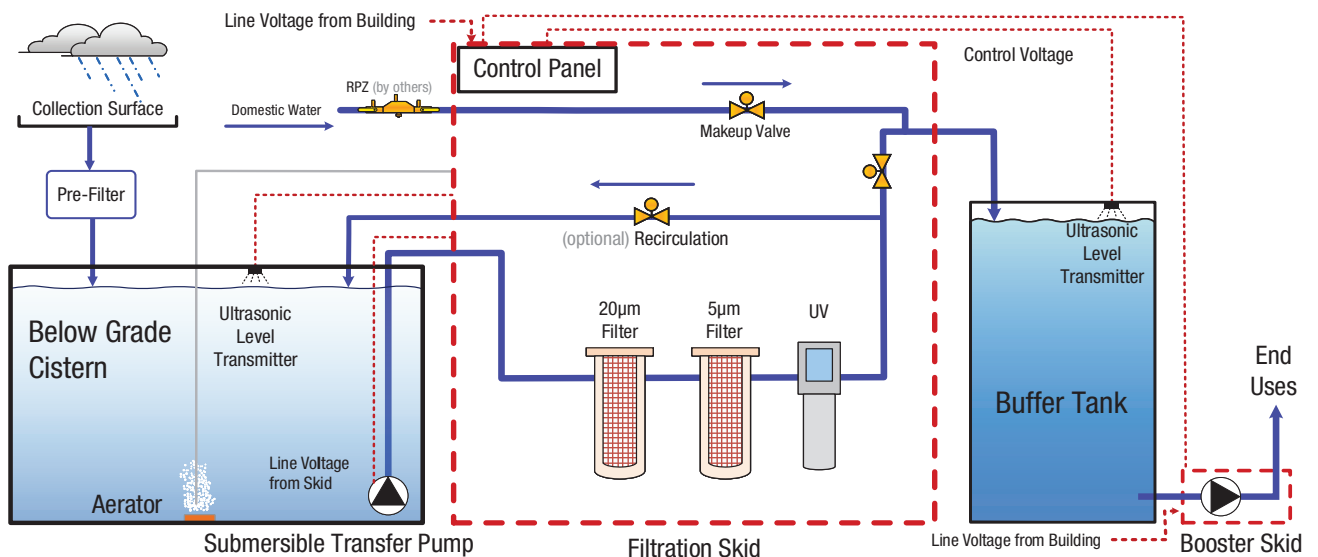 Line Voltage from Building
Control Panel
Control Voltage
RPZ (by others)
Collection Surface
Domestic Water
Makeup Valve
Pre-Filter
(optional) Recirculation
Ultrasonic
Level
Transmitter
20µm
Filter
5µm
Filter
UV
Below Grade
Cistern
Ultrasonic
Level
Transmitter
End
Uses
Buffer Tank
Line Voltage
from Skid
Aerator
Submersible Transfer Pump
Filtration Skid
Line Voltage from Building
Booster Skid